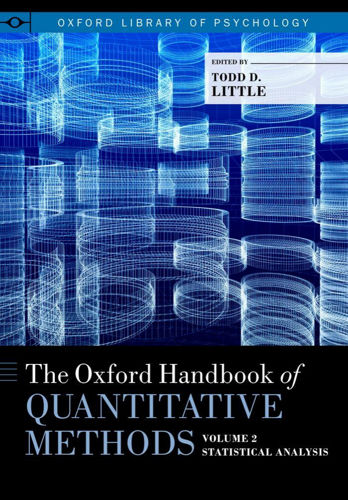 OXFORD LIBRARY OF PSYCHOLOGY
EDITED BY
TODD D.
LITTLE
The Oxford Handbook of
QUANTITATIVE
METHODS
VOLUME 2
STATISTICAL ANALYSIS